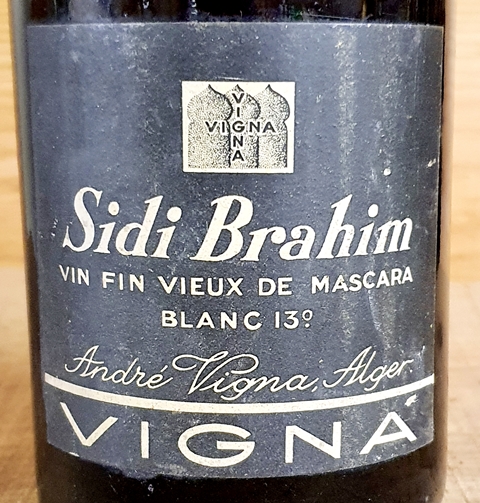 VIGNA
VIGNA
Sidi Brahim
VIN FIN VIEUX DE MASCARA
BLANC 13º
André Vigna, Alger.
VIGNA